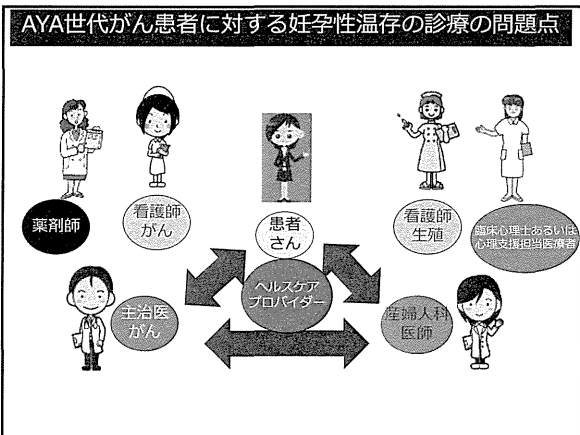 AYA世代がん患者に対する妊孕性温存の診療の問題点
薬剤師
看護師
がん
患者
さん
看護師
生殖
臨床心理士あるいは
心理支援担当医療者
主治医
がん
ヘルスケア
プロバイダー
産婦人科
医師